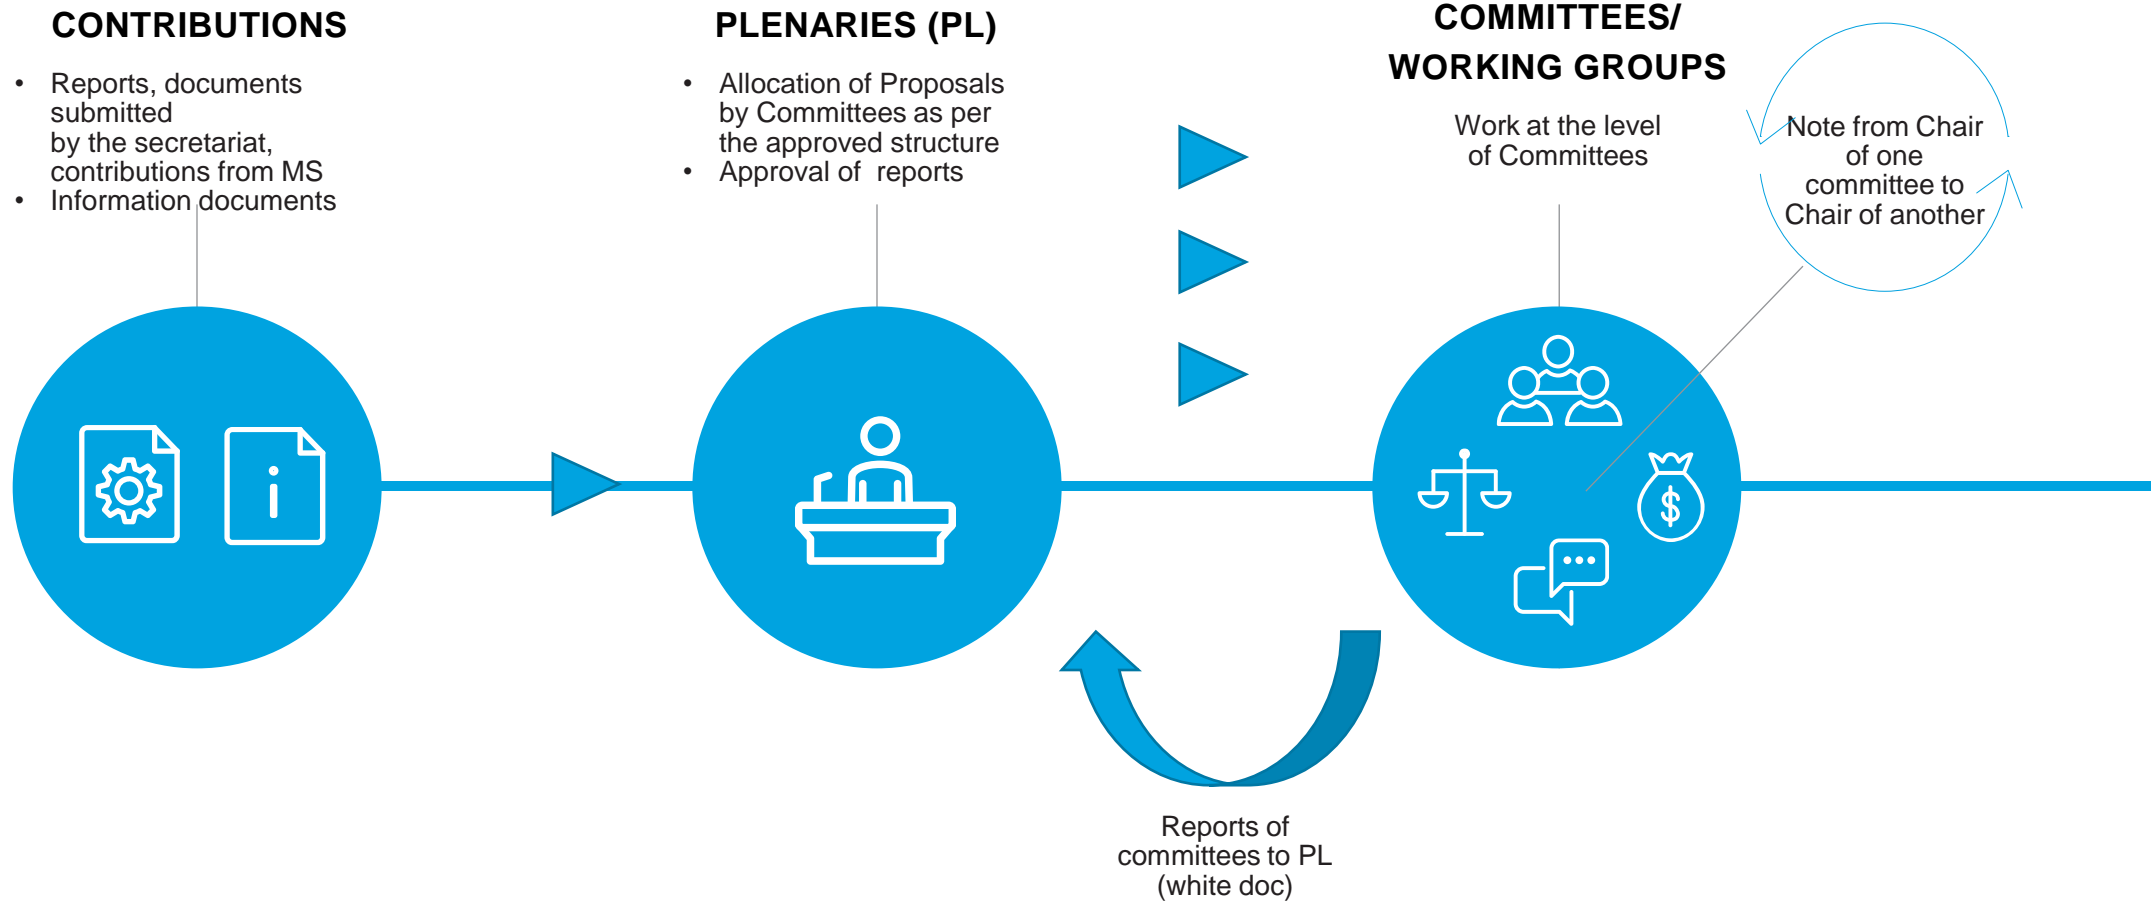 CONTRIBUTIONS
• Reports, documents
submitted
by the secretariat,
contributions from MS
• Information documents
PLENARIES (PL)
• Allocation of Proposals
by Committees as per
the approved structure
• Approval of reports
COMMITTEES/
WORKING GROUPS
Work at the level
of Committees
Note from Chair
of one
committee to
Chair of another
i
$
Reports of
committees to PL
(white doc)